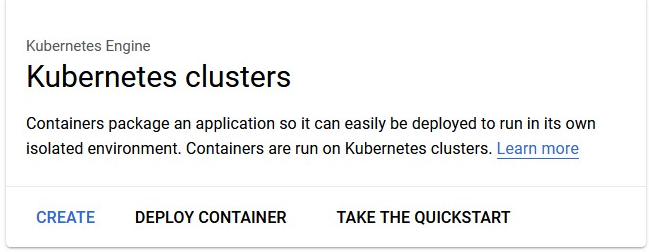 Kubernetes Engine
Kubernetes clusters
Containers package an application so it can easily be deployed to run in its own
isolated environment. Containers are run on Kubernetes clusters. Learn more
CREATE DEPLOY CONTAINER TAKE THE QUICKSTART